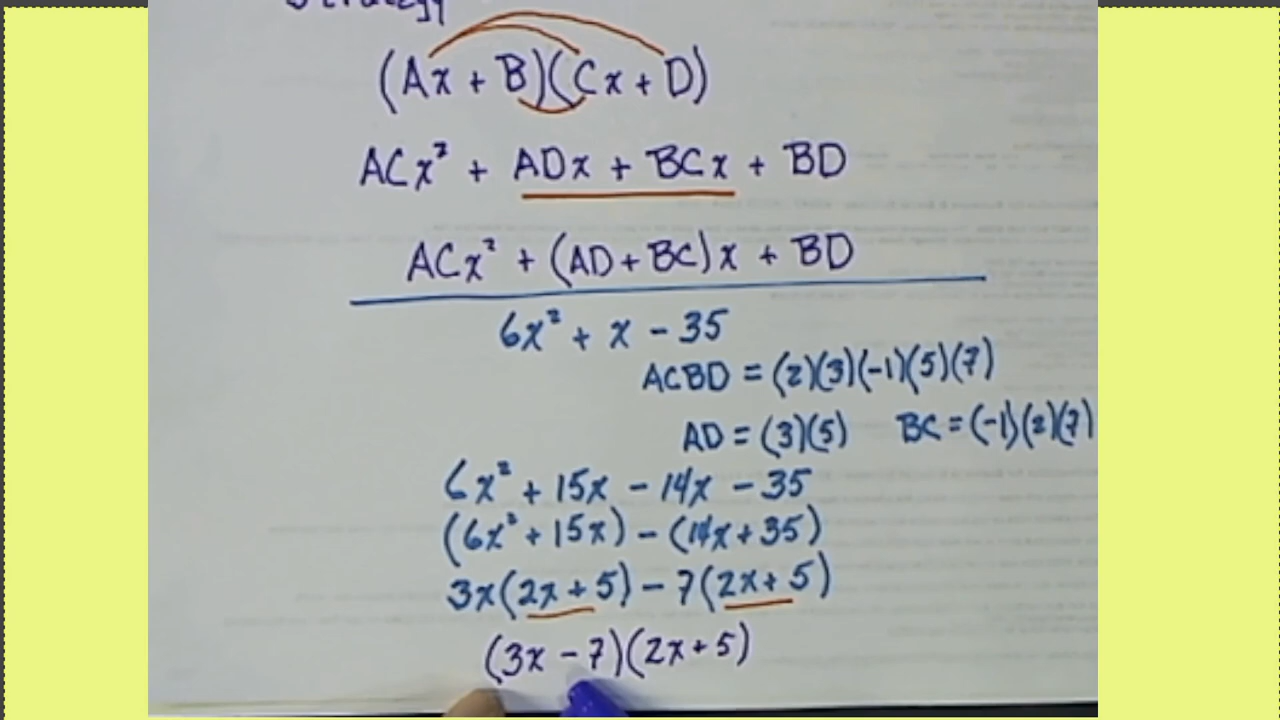 Strategy
(Ax + B)(Cx + D)
ACx² + ADx + BCx + BD
ACx² + (AD + BC)x + BD
6x² + x - 35
ACBD = (2)(3)(-1)(5)(7)
AD = (3)(5) BC = (-1)(2)(7)
6x² + 15x - 14x - 35
(6x² + 15x) - (14x + 35)
3x(2x + 5) - 7(2x + 5)
(3x - 7)(2x + 5)